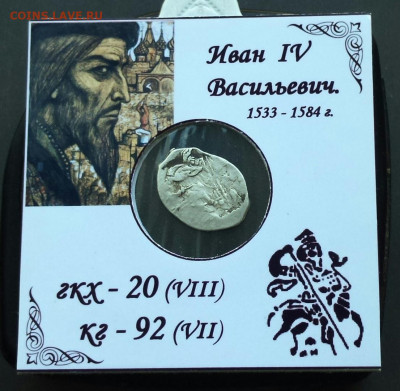 COINS.LAVE.RU
Иван IV
Васильевич.
1533 - 1584 г.
гкх - 20 (VIII)
кг - 92 (VII)